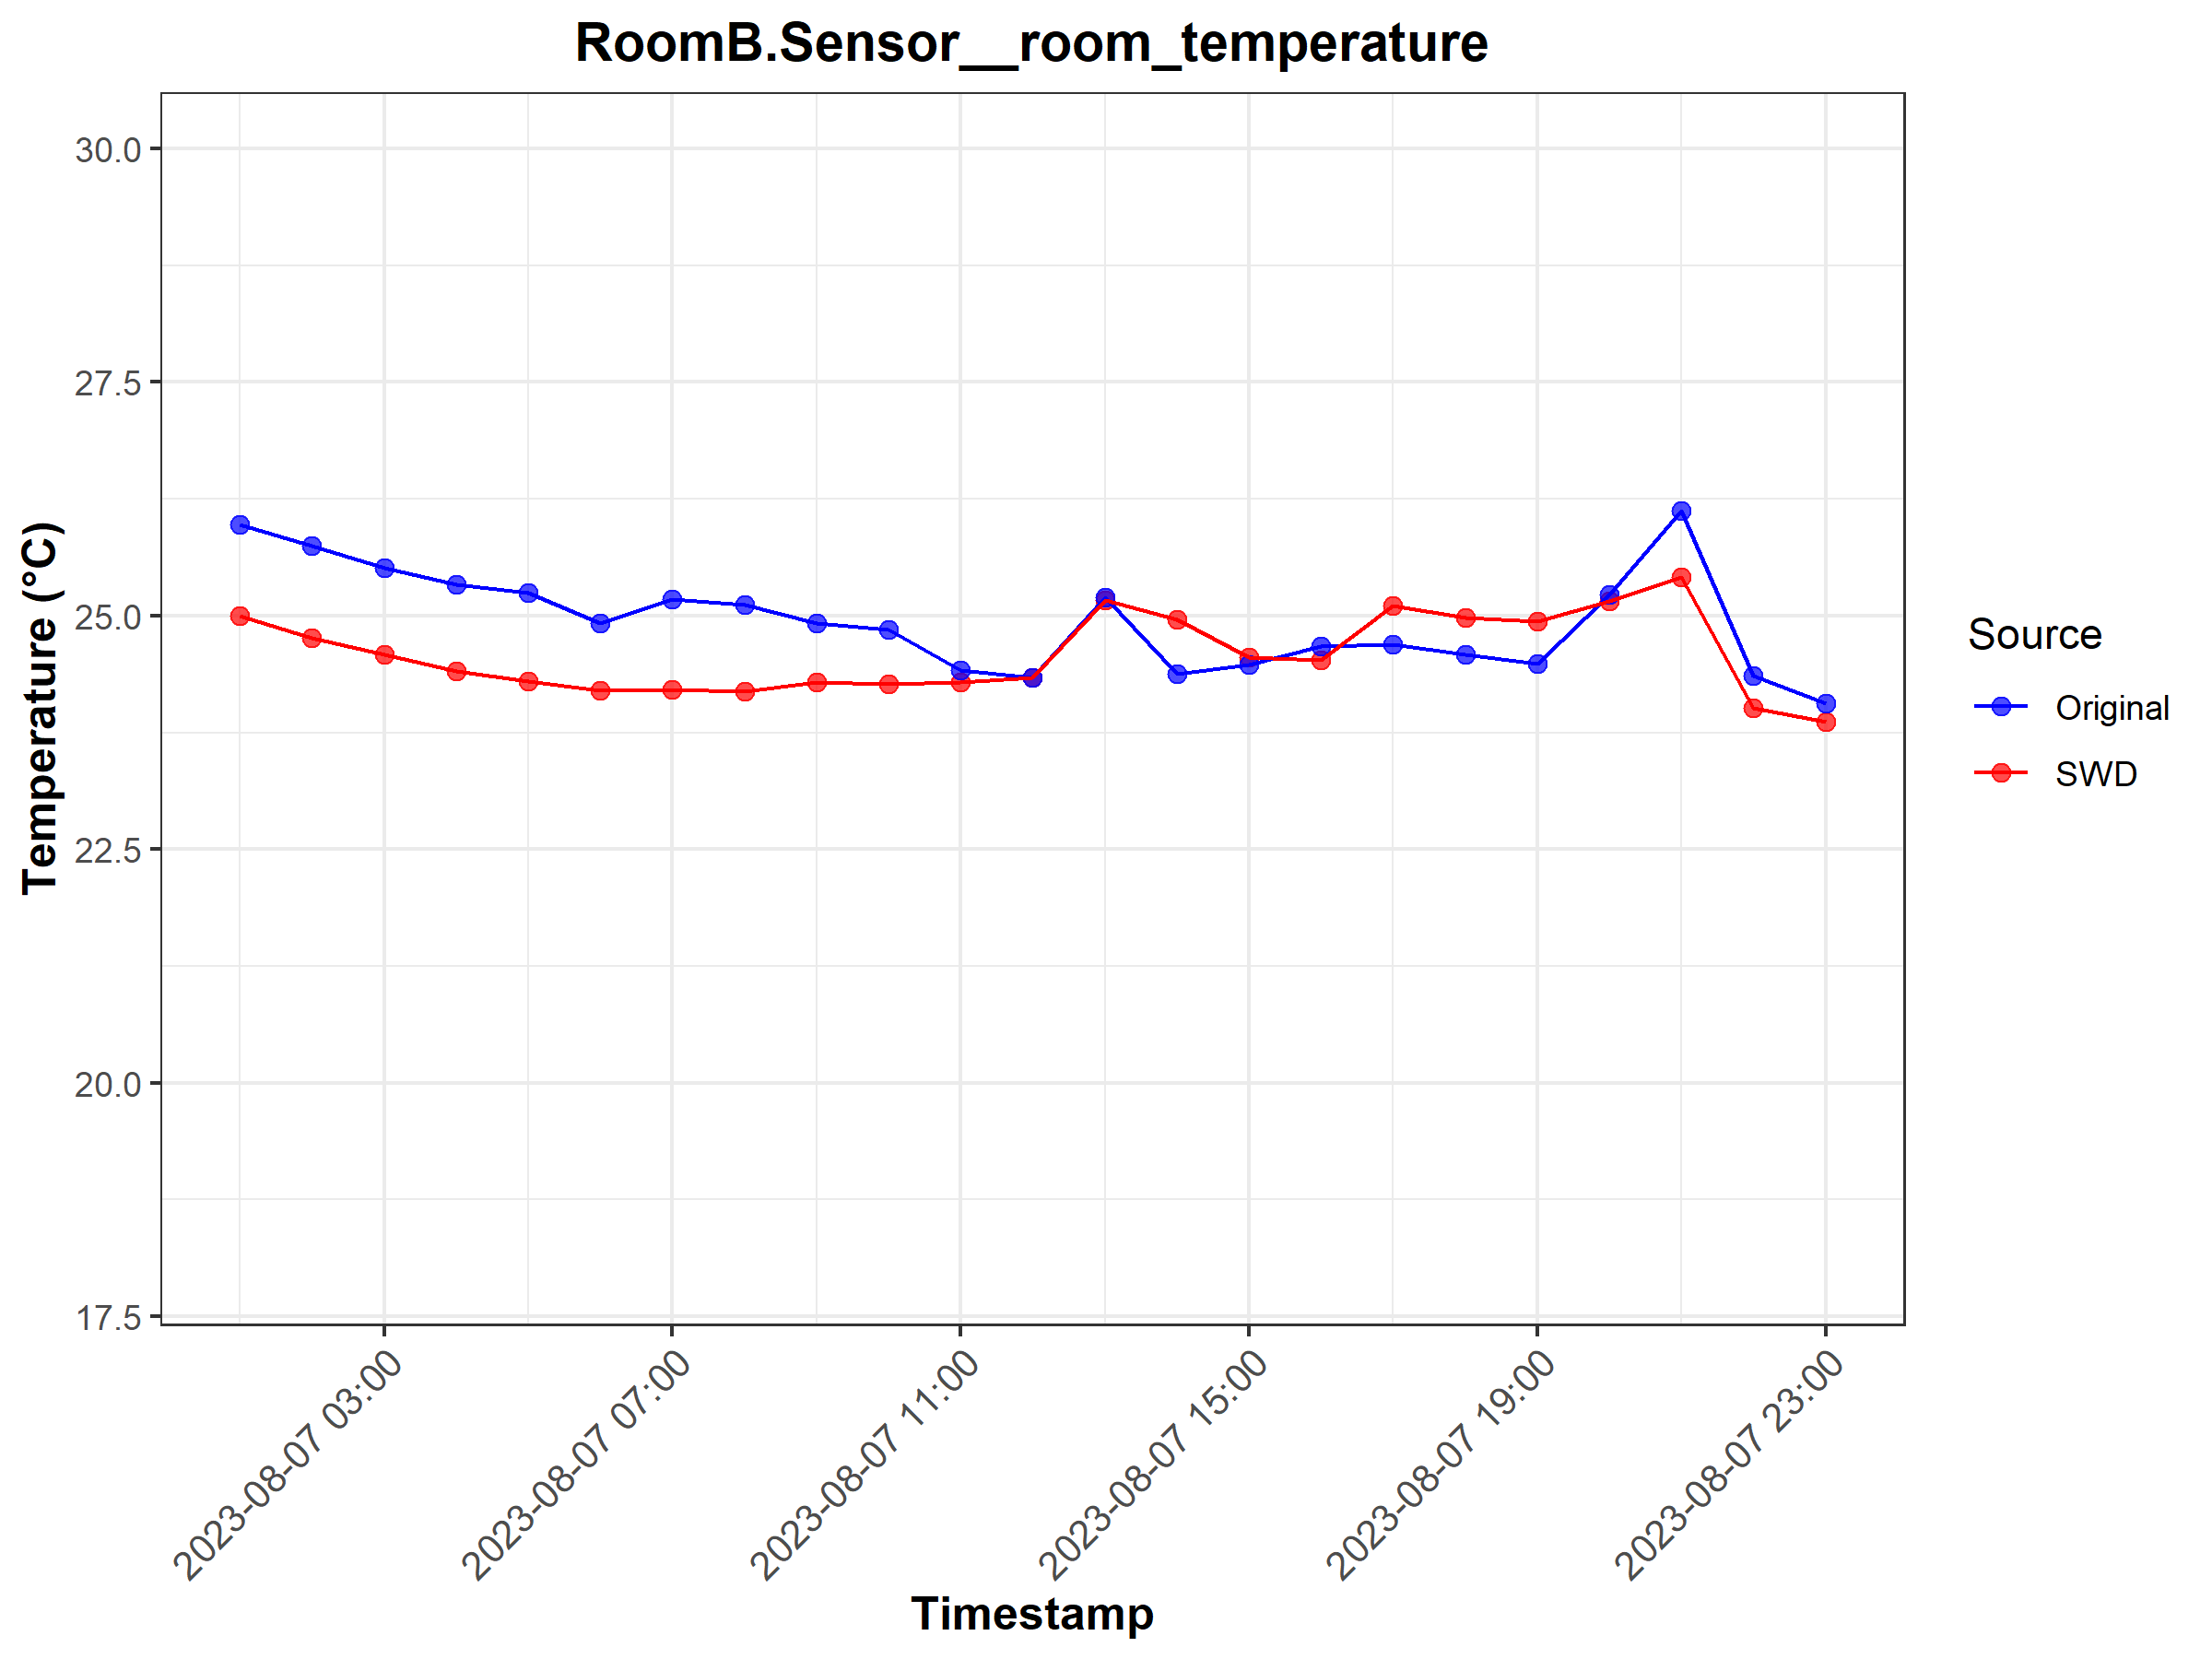 RoomB.Sensor__room_temperature
Temperature (°C)
30.0
27.5
25.0
22.5
20.0
17.5
2023-08-07 03:00
2023-08-07 07:00
2023-08-07 11:00
2023-08-07 15:00
2023-08-07 19:00
2023-08-07 23:00
Timestamp
Source
Original
SWD